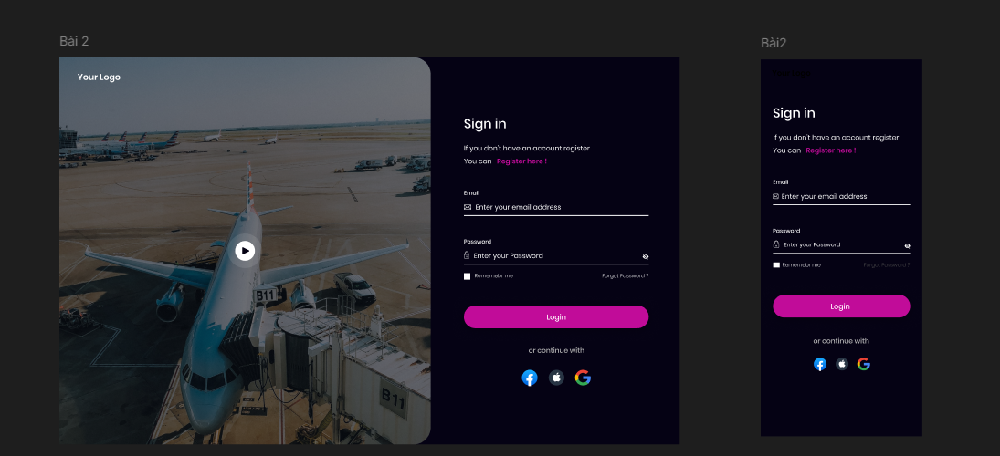 Bài 2
Your Logo
B11
B11
Sign in
If you don't have an account register
You can Register here !
Email
Enter your email address
Password
Enter your Password
Rememebr me
Forgot Password ?
Login
or continue with
Bài2
Sign in
If you don't have an account register
You can Register here !
Email
Enter your email address
Password
Enter your Password
Rememebr me
Forgot Password ?
Login
or continue with